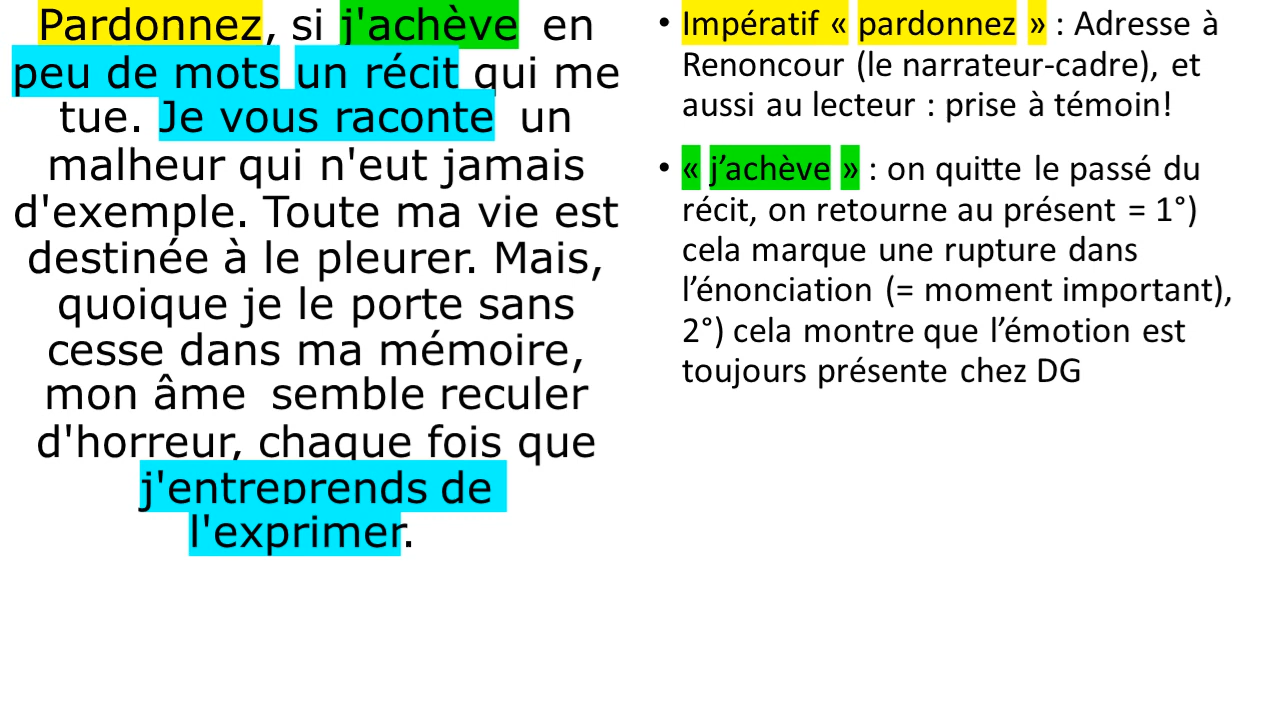 Pardonnez, si j'achève en
peu de mots un récit qui me
tue. Je vous raconte un
malheur qui n'eut jamais
d'exemple. Toute ma vie est
destinée à le pleurer. Mais,
quoique je le porte sans
cesse dans ma mémoire,
mon âme semble reculer
d'horreur, chaque fois que
j'entreprends de
l'exprimer.
• Impératif « pardonnez » : Adresse à
Renoncour (le narrateur-cadre), et
aussi au lecteur : prise à témoin!
• « j’achève » : on quitte le passé du
récit, on retourne au présent = 1°)
cela marque une rupture dans
l’énonciation (= moment important),
2°) cela montre que l’émotion est
toujours présente chez DG